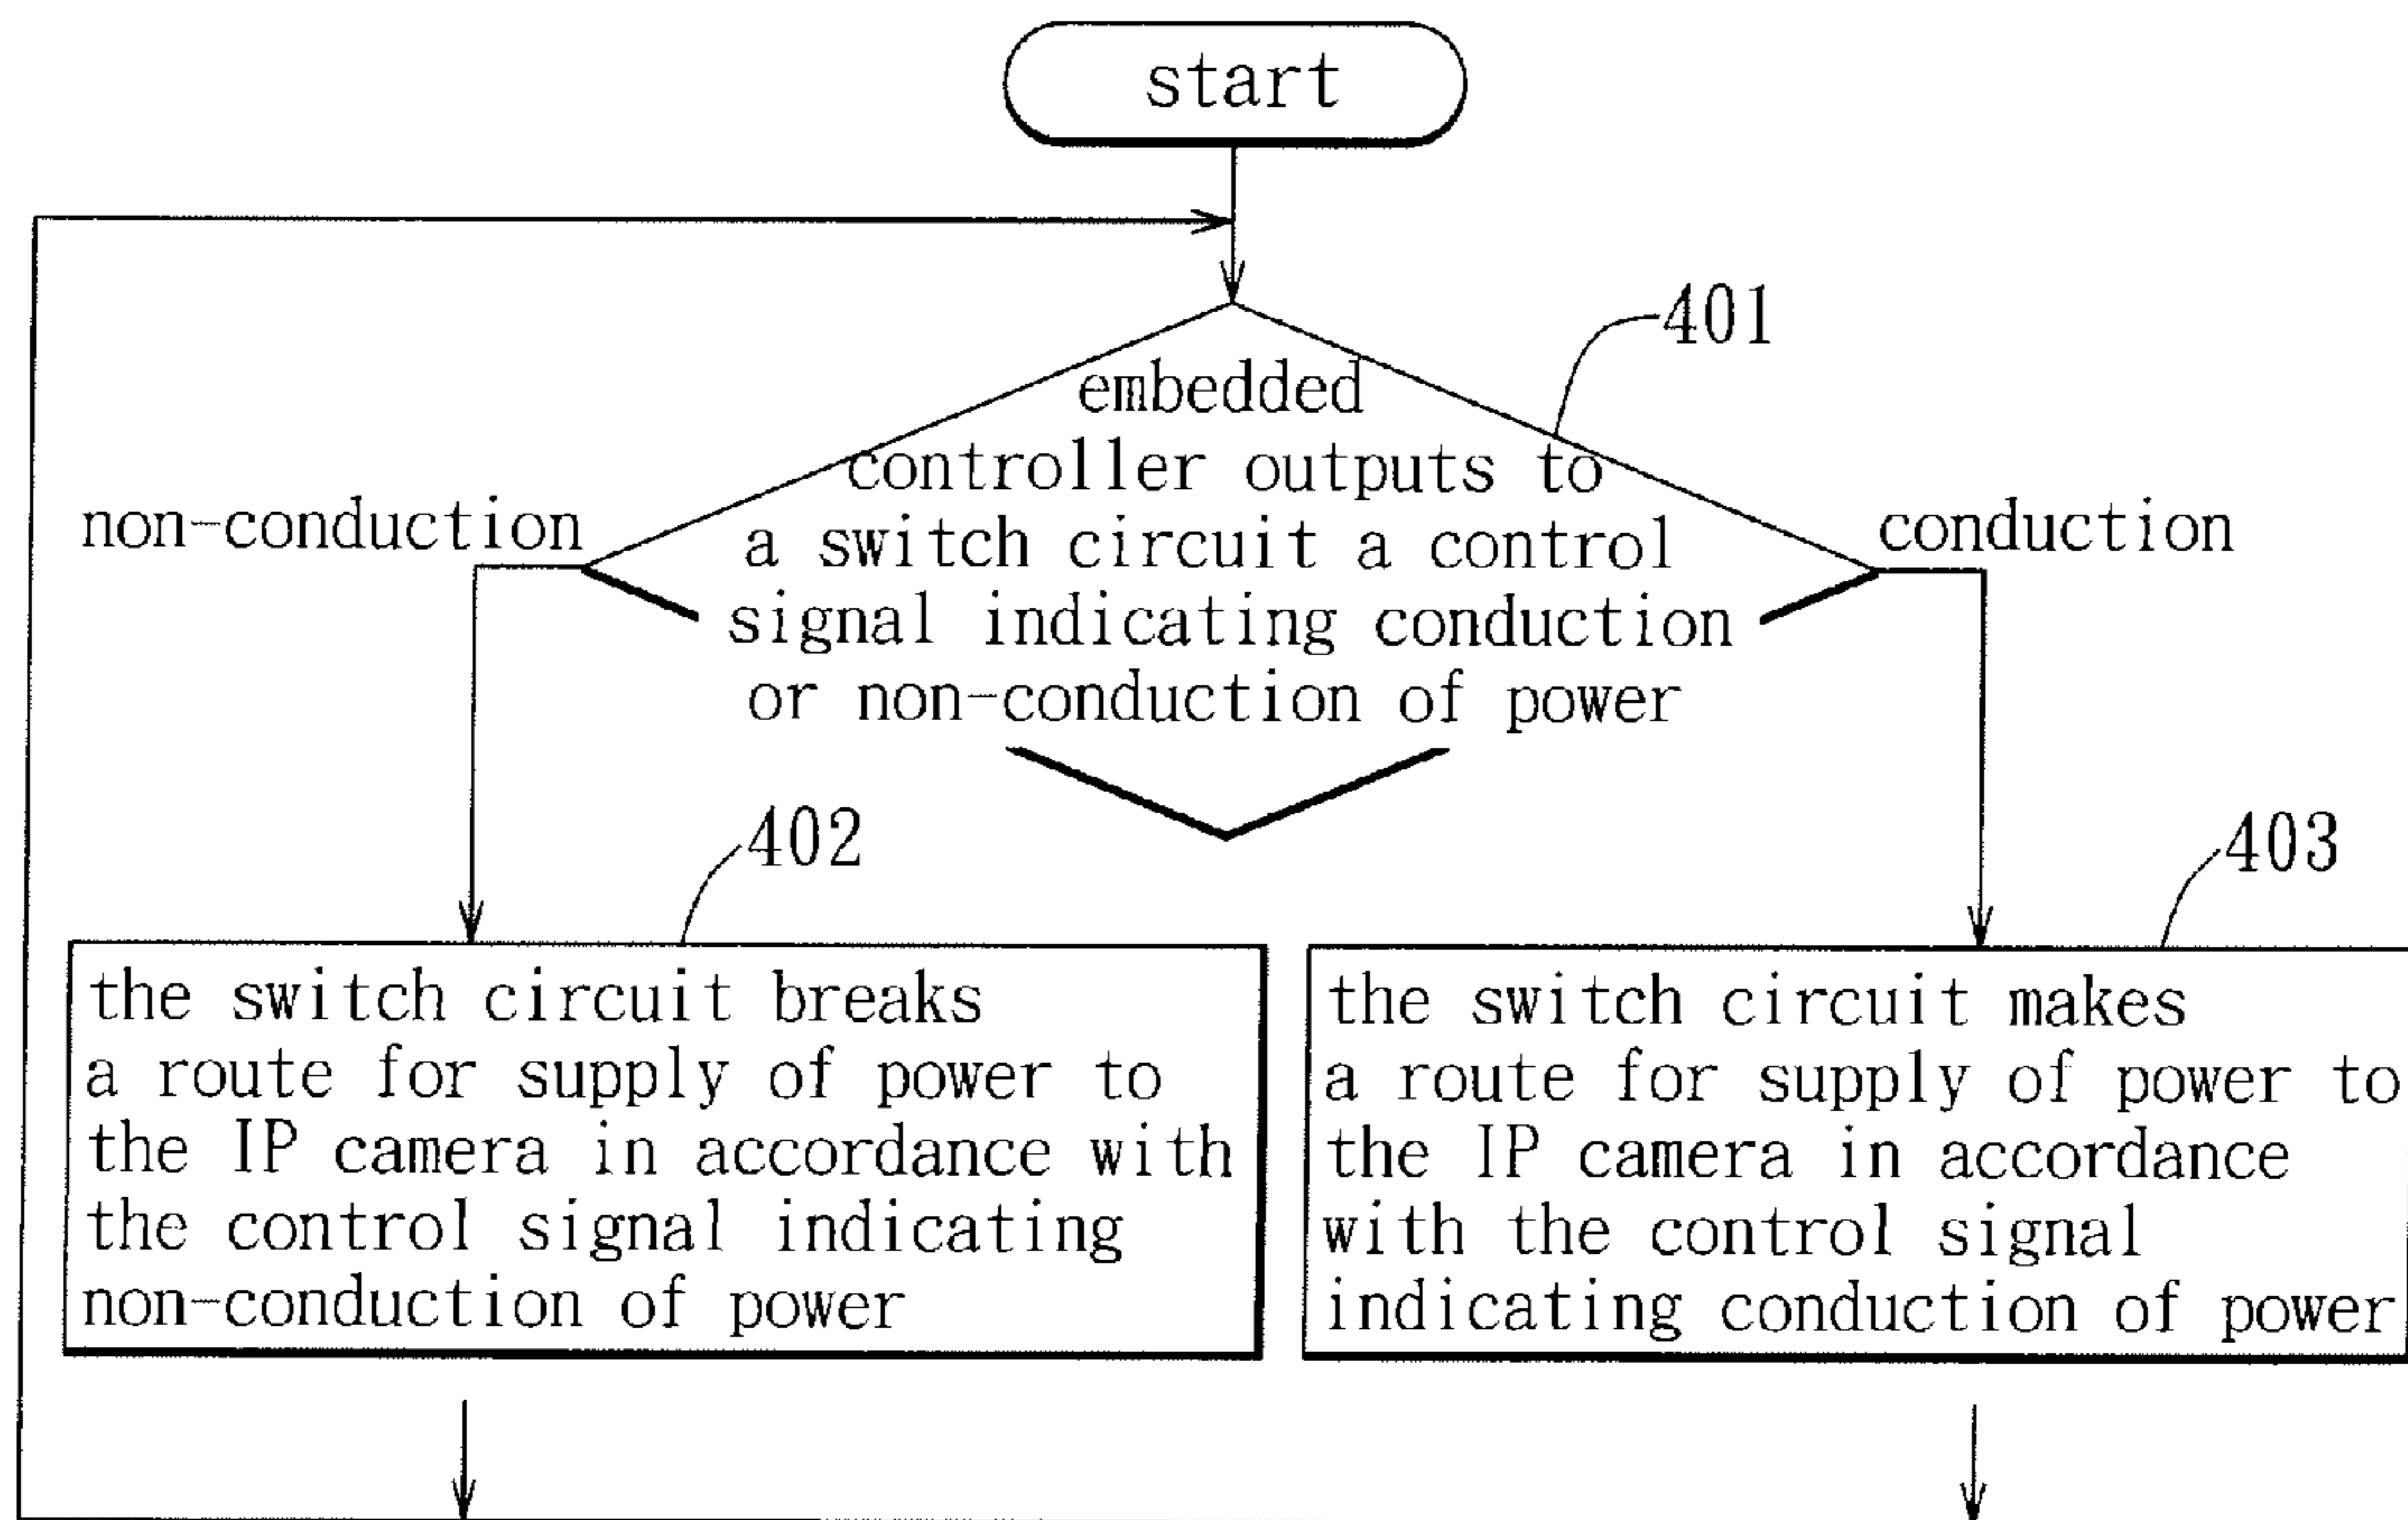 start
401
embedded
controller outputs to
a switch circuit a control
signal indicating conduction
or non-conduction of power
non-conduction
conduction
402
the switch circuit breaks
a route for supply of power to
the IP camera in accordance with
the control signal indicating
non-conduction of power
403
the switch circuit makes
a route for supply of power to
the IP camera in accordance
with the control signal
indicating conduction of power